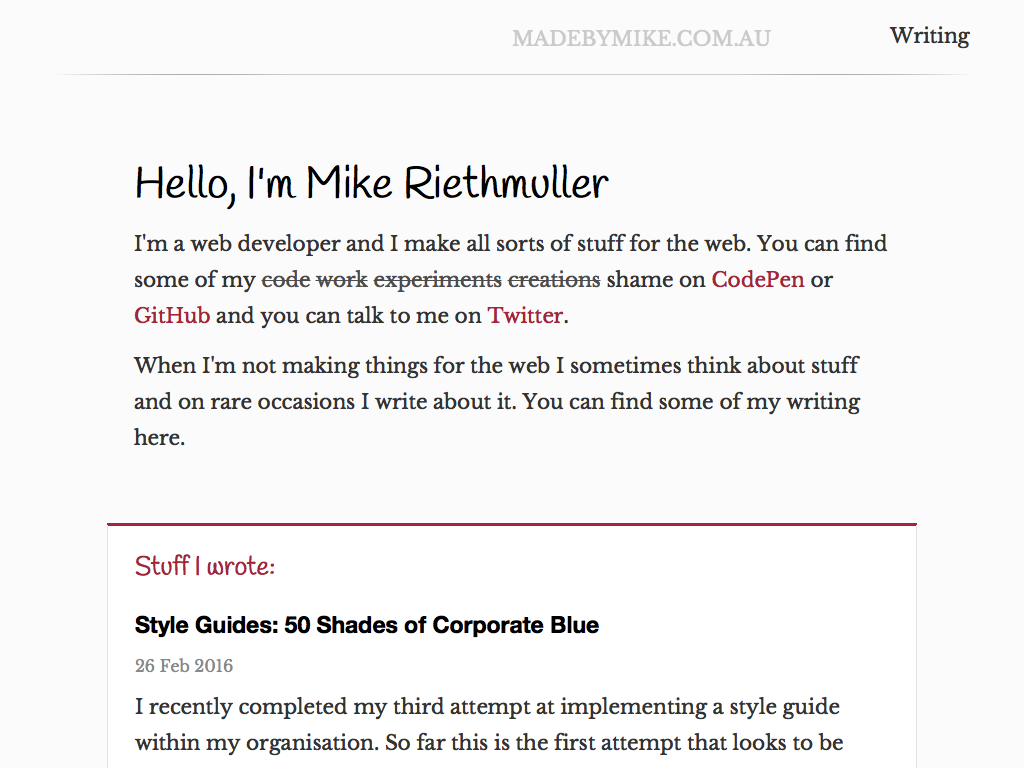 MADEBYMIKE.COM.AU
Writing
Hello, I'm Mike Riethmuller
I'm a web developer and I make all sorts of stuff for the web. You can find
some of my code work experiments creations shame on CodePen or
GitHub and you can talk to me on Twitter.
When I'm not making things for the web I sometimes think about stuff
and on rare occasions I write about it. You can find some of my writing
here.
Stuff I wrote:
Style Guides: 50 Shades of Corporate Blue
26 Feb 2016
I recently completed my third attempt at implementing a style guide
within my organisation. So far this is the first attempt that looks to be